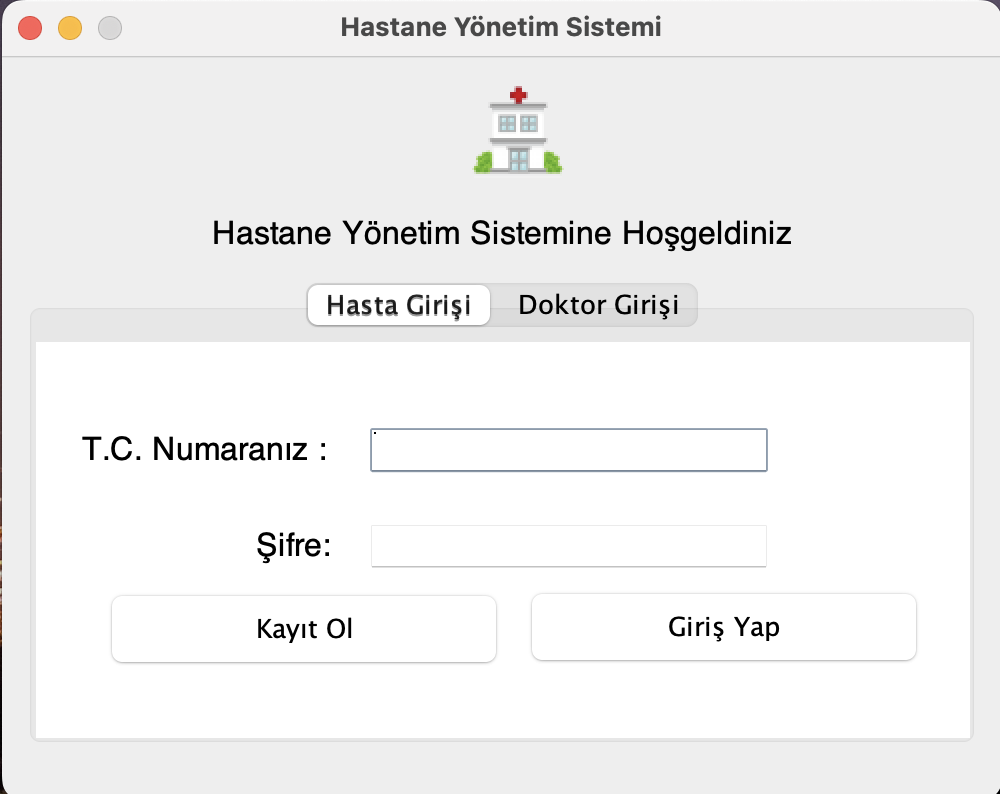 Hastane Yönetim Sistemi
Hastane Yönetim Sistemine Hoşgeldiniz
Hasta Girişi Doktor Girişi
T.C. Numaranız :
Şifre:
Kayıt Ol Giriş Yap